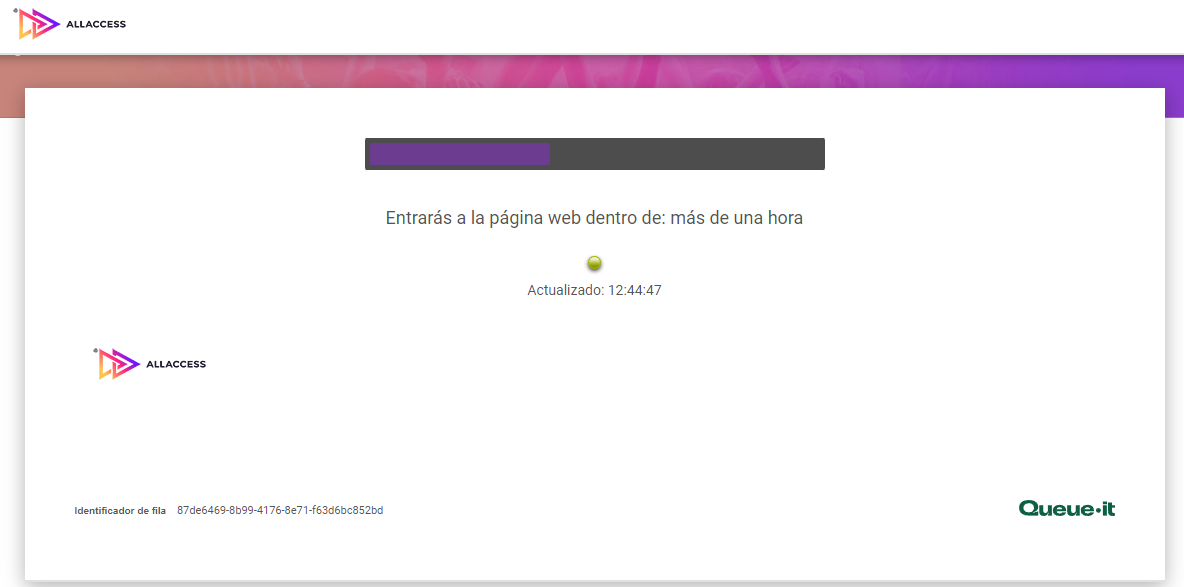 ALLACCESS
Entrarás a la página web dentro de: más de una hora
Actualizado: 12:44:47
ALLACCESS
Identificador de fila 87de6469-8b99-4176-8e71-f63d6bc852bd
Queue-it